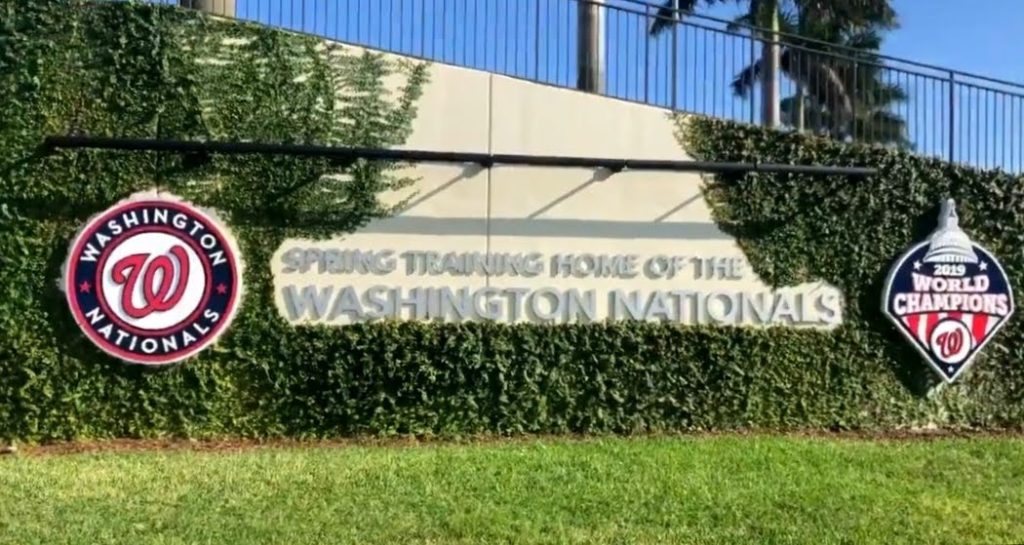 WASHINGTON
W
NATIONALS
SPRING TRAINING HOME OF THE
WASHINGTON NATIONALS
2019
WORLD
CHAMPIONS
W